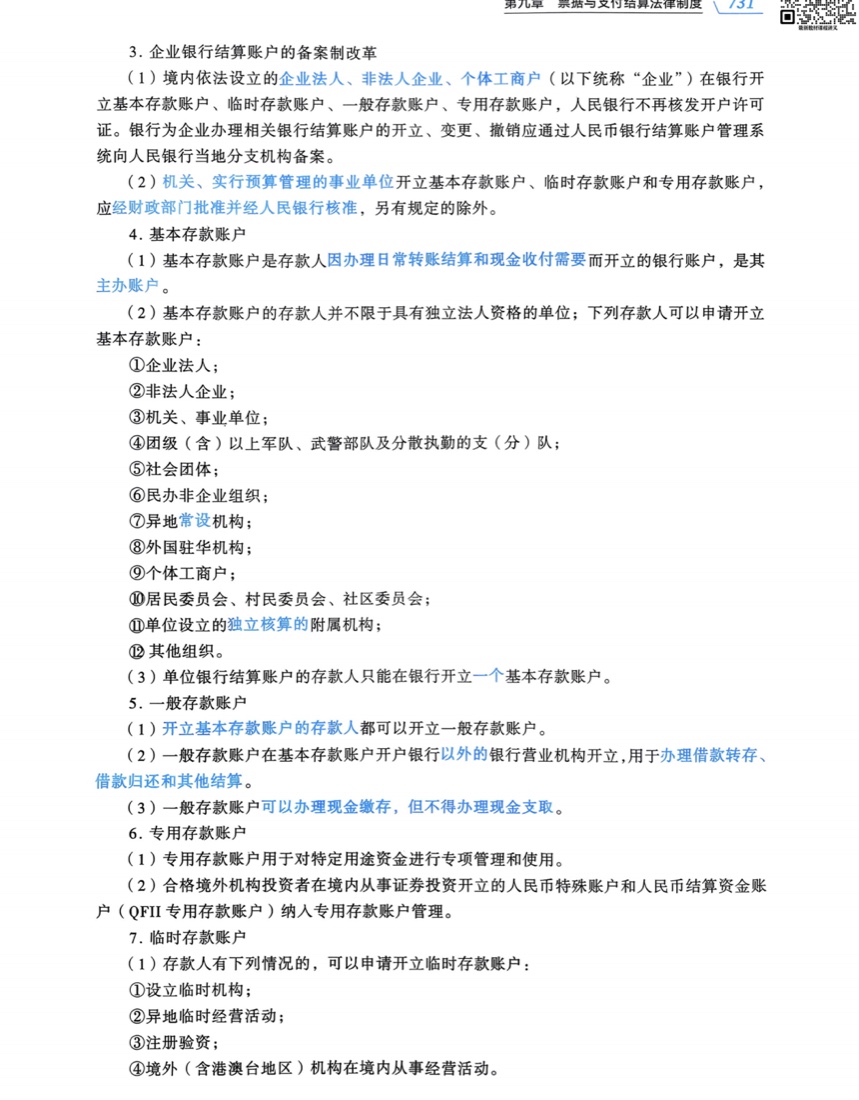 第九章 票据与支付结算法律制度 731
3. 企业银行结算账户的备案制改革
（1）境内依法设立的企业法人、非法人企业、个体工商户（以下统称“企业”）在银行开
立基本存款账户、临时存款账户、一般存款账户、专用存款账户，人民银行不再核发开户许可
证。银行为企业办理相关银行结算账户的开立、变更、撤销应通过人民币银行结算账户管理系
统向人民银行当地分支机构备案。
（2）机关、实行预算管理的事业单位开立基本存款账户、临时存款账户和专用存款账户，
应经财政部门批准并经人民银行核准，另有规定的除外。
4. 基本存款账户
（1）基本存款账户是存款人因办理日常转账结算和现金收付需要而开立的银行账户，是其
主办账户。
（2）基本存款账户的存款人并不限于具有独立法人资格的单位；下列存款人可以申请开立
基本存款账户：
①企业法人；
②非法人企业；
③机关、事业单位；
④团级（含）以上军队、武警部队及分散执勤的支（分）队；
⑤社会团体；
⑥民办非企业组织；
⑦异地常设机构；
⑧外国驻华机构；
⑨个体工商户；
⑩居民委员会、村民委员会、社区委员会；
⑪单位设立的独立核算的附属机构；
⑫其他组织。
（3）单位银行结算账户的存款人只能在银行开立一个基本存款账户。
5. 一般存款账户
（1）开立基本存款账户的存款人都可以开立一般存款账户。
（2）一般存款账户在基本存款账户开户银行以外的银行营业机构开立，用于办理借款转存、
借款归还和其他结算。
（3）一般存款账户可以办理现金缴存，但不得办理现金支取。
6. 专用存款账户
（1）专用存款账户用于对特定用途资金进行专项管理和使用。
（2）合格境外机构投资者在境内从事证券投资开立的人民币特殊账户和人民币结算资金账
户（QFII 专用存款账户）纳入专用存款账户管理。
7. 临时存款账户
（1）存款人有下列情况的，可以申请开立临时存款账户：
①设立临时机构；
②异地临时经营活动；
③注册验资；
④境外（含港澳台地区）机构在境内从事经营活动。